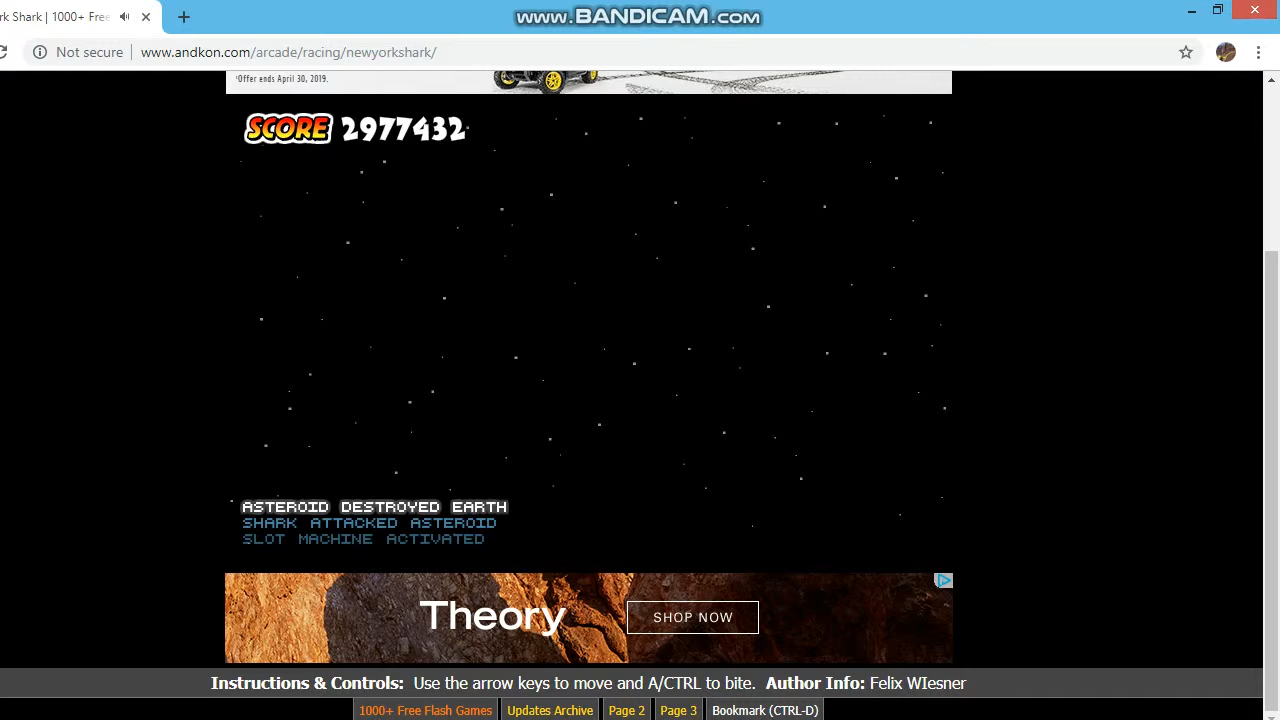 www.BANDICAM.com
rk Shark | 1000+ Fre
Not secure
www.andkon.com/arcade/racing/newyorkshark/
¹Offer ends April 30, 2019.
SCORE 2977432
ASTEROID DESTROYED EARTH
SHARK ATTACKED ASTEROID
SLOT MACHINE ACTIVATED
Theory
SHOP NOW
Instructions & Controls: Use the arrow keys to move and A/CTRL to bite. Author Info: Felix WIesner
1000+ Free Flash Games
Updates Archive
Page 2
Page 3
Bookmark (CTRL-D)